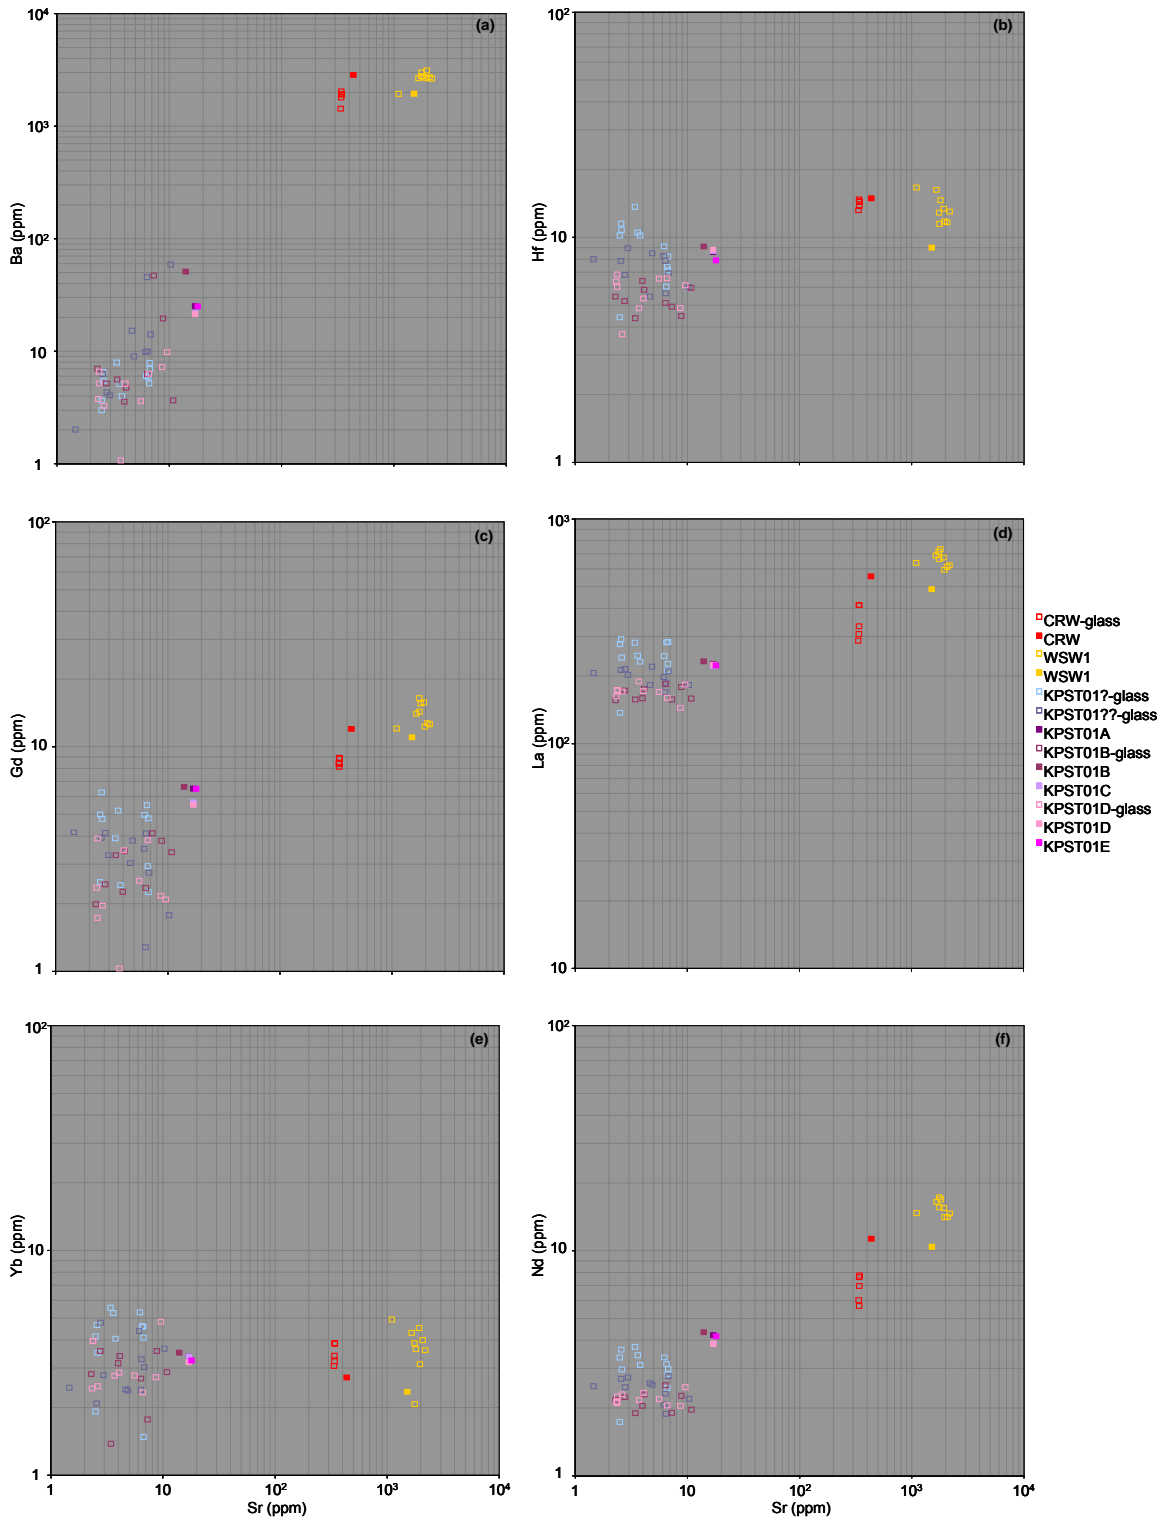 10⁴ (a)
10³
10²
10
1
Ba (ppm)
10² (b)
10
1
Hf (ppm)
10² (c)
10
1
Gd (ppm)
10³ (d)
10²
10
La (ppm)
CRW-glass
CRW
WSW1
WSW1
KPST01?-glass
KPST01??-glass
KPST01A
KPST01B-glass
KPST01B
KPST01C
KPST01D-glass
KPST01D
KPST01E
10² (e)
10
1
Yb (ppm)
1 10 10² 10³ 10⁴
Sr (ppm)
10² (f)
10
1
Nd (ppm)
1 10 10² 10³ 10⁴
Sr (ppm)